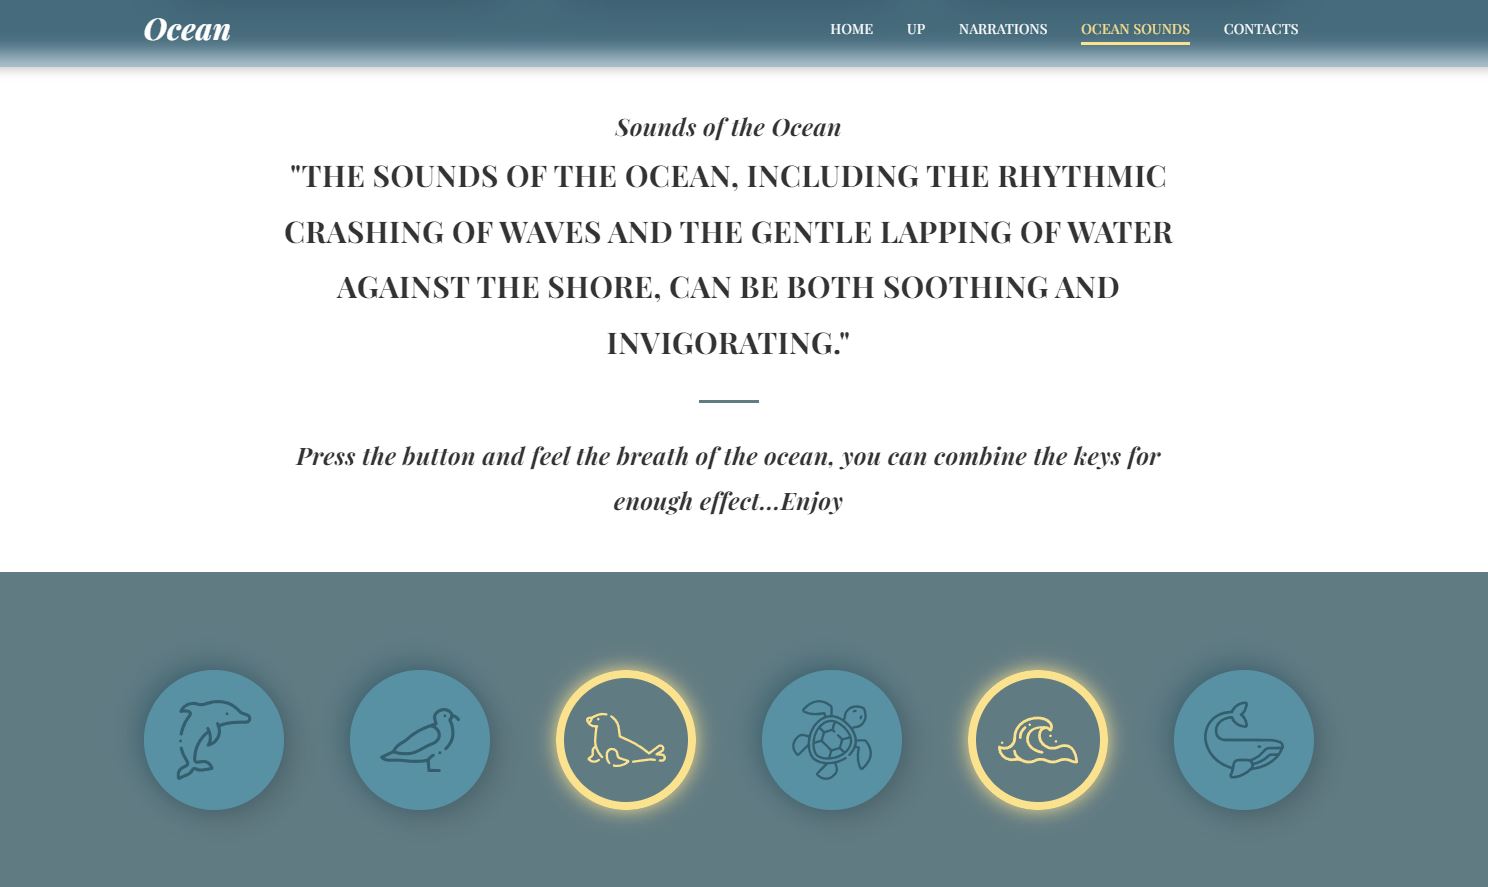 Ocean
HOME UP NARRATIONS OCEAN SOUNDS CONTACTS
Sounds of the Ocean
"THE SOUNDS OF THE OCEAN, INCLUDING THE RHYTHMIC
CRASHING OF WAVES AND THE GENTLE LAPPING OF WATER
AGAINST THE SHORE, CAN BE BOTH SOOTHING AND
INVIGORATING."
Press the button and feel the breath of the ocean, you can combine the keys for
enough effect...Enjoy